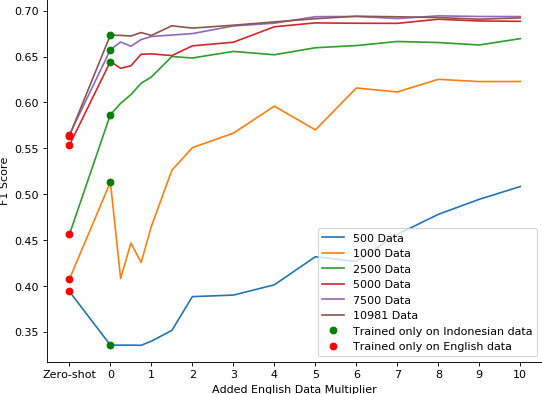 0.70
0.65
0.60
0.55
0.50
0.45
0.40
0.35
F1 Score
500 Data
1000 Data
2500 Data
5000 Data
7500 Data
10981 Data
Trained only on Indonesian data
Trained only on English data
Zero-shot 0 1 2 3 4 5 6 7 8 9 10
Added English Data Multiplier